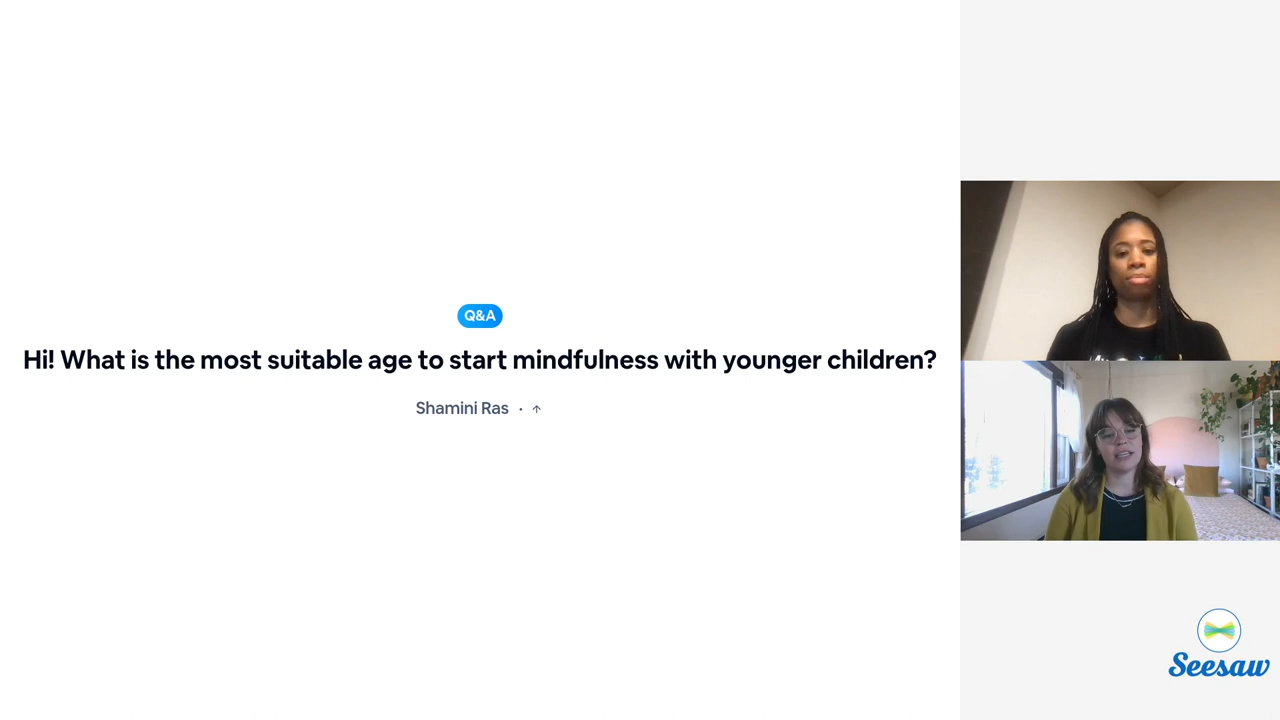 Q&A
Hi! What is the most suitable age to start mindfulness with younger children?
Shamini Ras · ↑
Seesaw